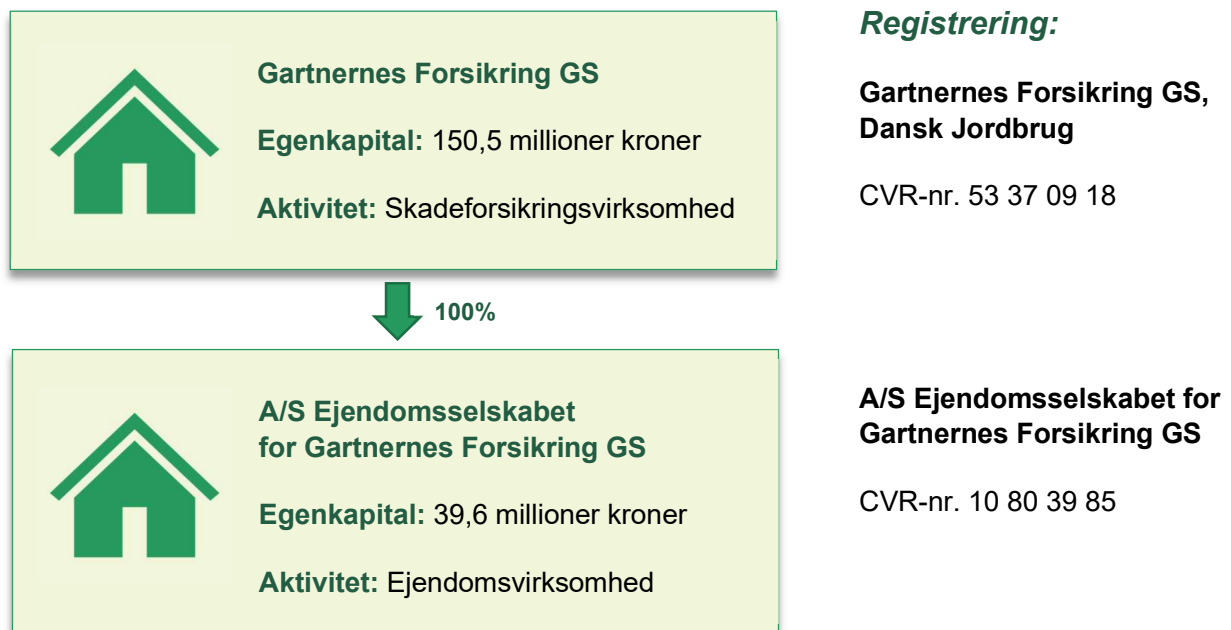 Gartnernes Forsikring GS
Egenkapital: 150,5 millioner kroner
Aktivitet: Skadeforsikringsvirksomhed
Registrering:
Gartnernes Forsikring GS,
Dansk Jordbrug
CVR-nr. 53 37 09 18
100%
A/S Ejendomsselskabet
for Gartnernes Forsikring GS
Egenkapital: 39,6 millioner kroner
Aktivitet: Ejendomsvirksomhed
A/S Ejendomsselskabet for
Gartnernes Forsikring GS
CVR-nr. 10 80 39 85